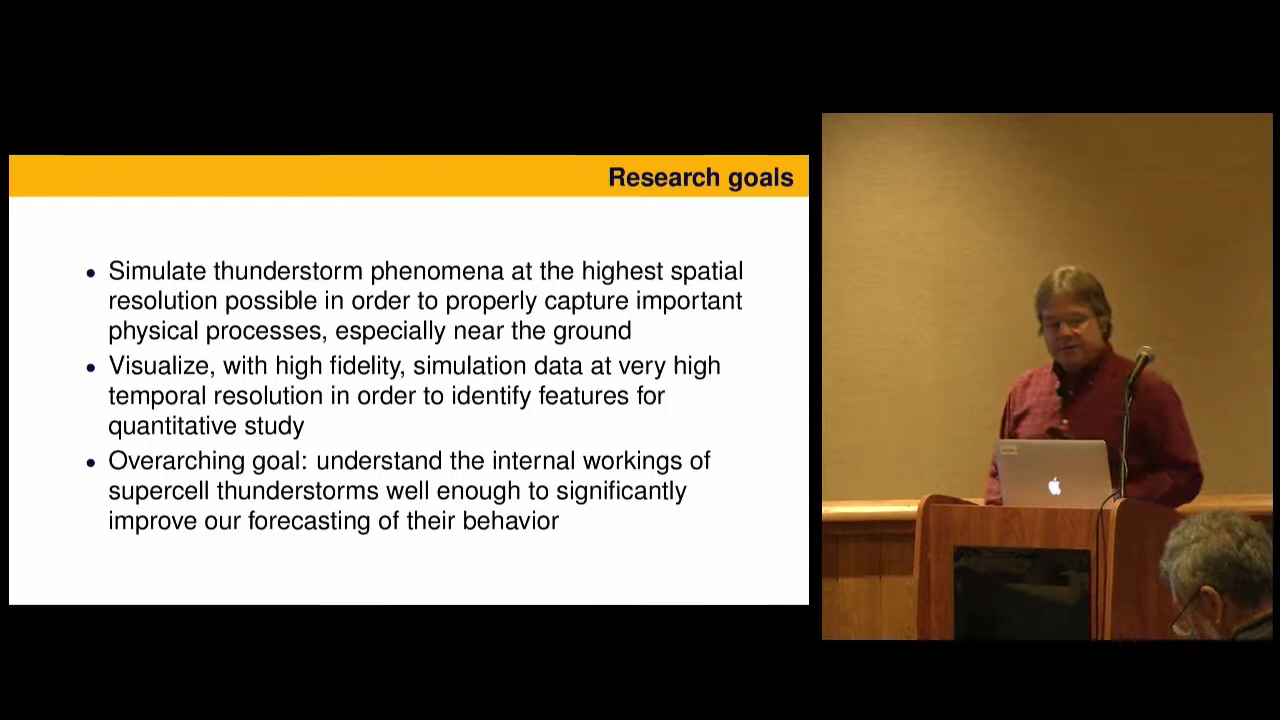 Research goals
• Simulate thunderstorm phenomena at the highest spatial
resolution possible in order to properly capture important
physical processes, especially near the ground
• Visualize, with high fidelity, simulation data at very high
temporal resolution in order to identify features for
quantitative study
• Overarching goal: understand the internal workings of
supercell thunderstorms well enough to significantly
improve our forecasting of their behavior